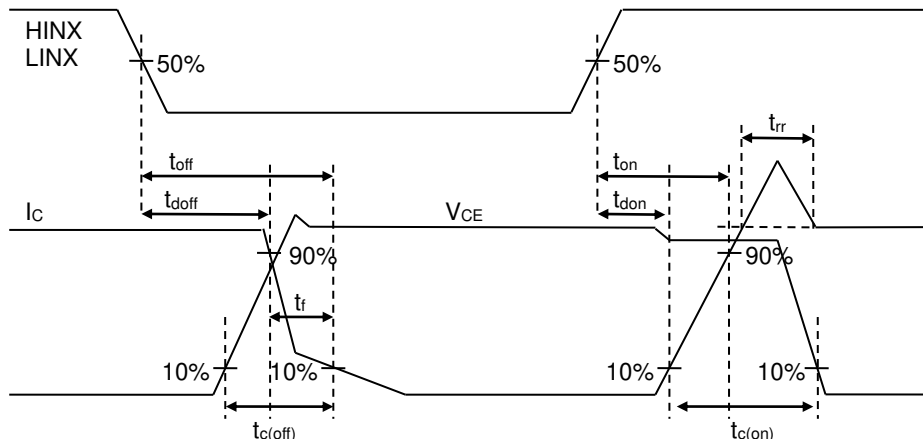 HINX
LINX
50%
50%
trr
toff
ton
tdoff
tdon
IC
VCE
90%
90%
tf
10%
10%
10%
10%
tc(off)
tc(on)